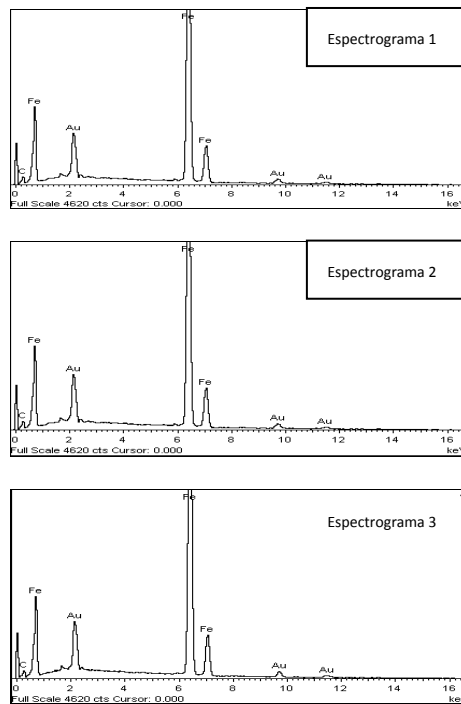 Fe
Espectrograma 1
Fe
Au
Fe
C
Au
Au
0 2 4 6 8 10 12 14 16
Full Scale 4620 cts Cursor: 0.000
keV
Fe
Espectrograma 2
Fe
Au
Fe
C
Au
Au
0 2 4 6 8 10 12 14 16
Full Scale 4620 cts Cursor: 0.000
keV
Fe
Espectrograma 3
Fe
Au
Fe
C
Au
Au
0 2 4 6 8 10 12 14 16
Full Scale 4620 cts Cursor: 0.000
keV